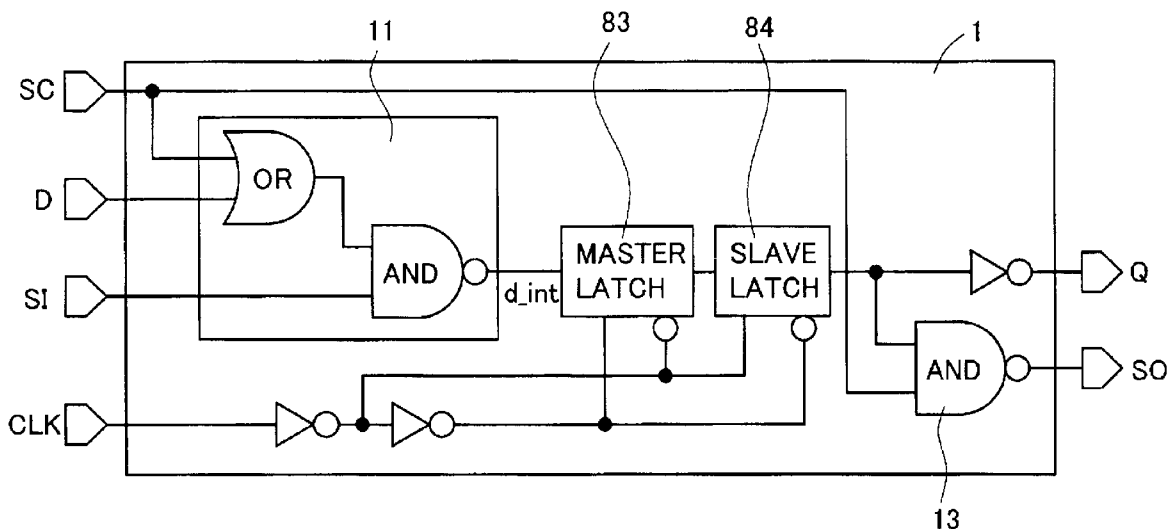 83
84
11
1
SC
OR
D
MASTER
LATCH
SLAVE
LATCH
AND
Q
SI
d_int
AND
SO
CLK
13